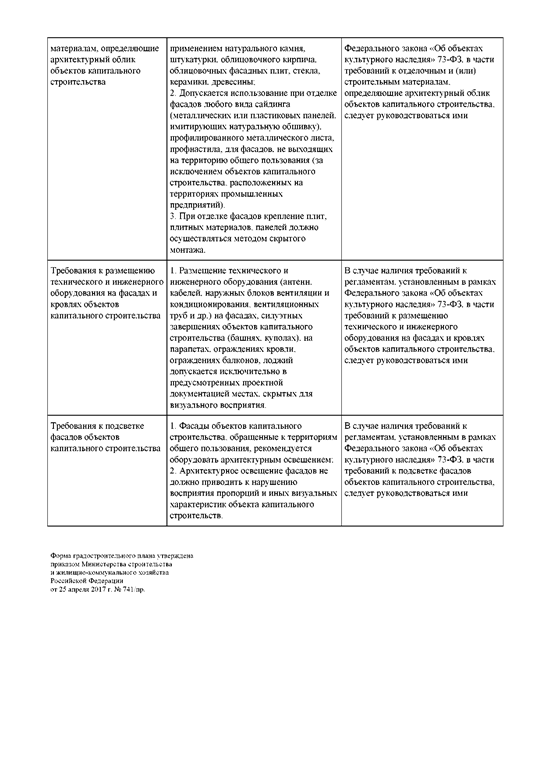 материалам, определяющие
архитектурный облик
объектов капитального
строительства
применением натурального камня,
штукатурки, облицовочного кирпича,
облицовочных фасадных плит, стекла,
керамики, древесины;
2. Допускается использование при отделке
фасадов любого вида сайдинга
(металлических или пластиковых панелей,
имитирующих натуральную обшивку),
профилированного металлического листа,
профнастила, для фасадов, не выходящих
на территорию общего пользования (за
исключением объектов капитального
строительства, расположенных на
территориях промышленных
предприятий).
3. При отделке фасадов крепление плит,
плитных материалов, панелей должно
осуществляться методом скрытого
монтажа.
Федерального закона «Об объектах
культурного наследия» 73-ФЗ, в части
требований к отделочным и (или)
строительным материалам,
определяющие архитектурный облик
объектов капитального строительства,
следует руководствоваться ими
Требования к размещению
технического и инженерного
оборудования на фасадах и
кровлях объектов
капитального строительства
1. Размещение технического и
инженерного оборудования (антенн,
кабелей, наружных блоков вентиляции и
кондиционирования, вентиляционных
труб и др.) на фасадах, силуэтных
завершениях объектов капитального
строительства (башнях, куполах), на
парапетах, ограждениях кровли,
ограждениях балконов, лоджий
допускается исключительно в
предусмотренных проектной
документацией местах, скрытых для
визуального восприятия.
В случае наличия требований к
регламентам, установленным в рамках
Федерального закона «Об объектах
культурного наследия» 73-ФЗ, в части
требований к размещению
технического и инженерного
оборудования на фасадах и кровлях
объектов капитального строительства,
следует руководствоваться ими
Требования к подсветке
фасадов объектов
капитального строительства
1. Фасады объектов капитального
строительства, обращенные к территориям
общего пользования, рекомендуется
оборудовать архитектурным освещением;
2. Архитектурное освещение фасадов не
должно приводить к нарушению
восприятия пропорций и иных визуальных
характеристик объекта капитального
строительств.
В случае наличия требований к
регламентам, установленным в рамках
Федерального закона «Об объектах
культурного наследия» 73-ФЗ, в части
требований к подсветке фасадов
объектов капитального строительства,
следует руководствоваться ими
Форма градостроительного плана утверждена
приказом Министерства строительства
и жилищно-коммунального хозяйства
Российской Федерации
от 25 апреля 2017 г. № 741/пр.